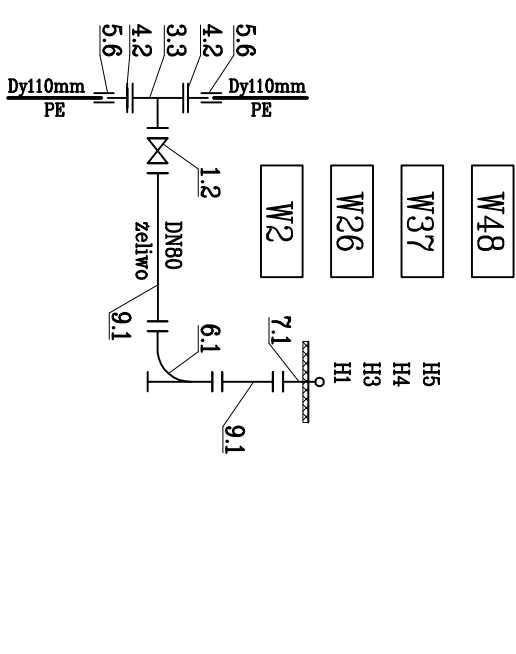 W48
W37
W26
W2
H5
H4
H3
H1
5.6
4.2
3.3
4.2
5.6
Dy110mm
PE
Dy110mm
PE
1.2
DN80
żeliwo
9.1
6.1
7.1
9.1